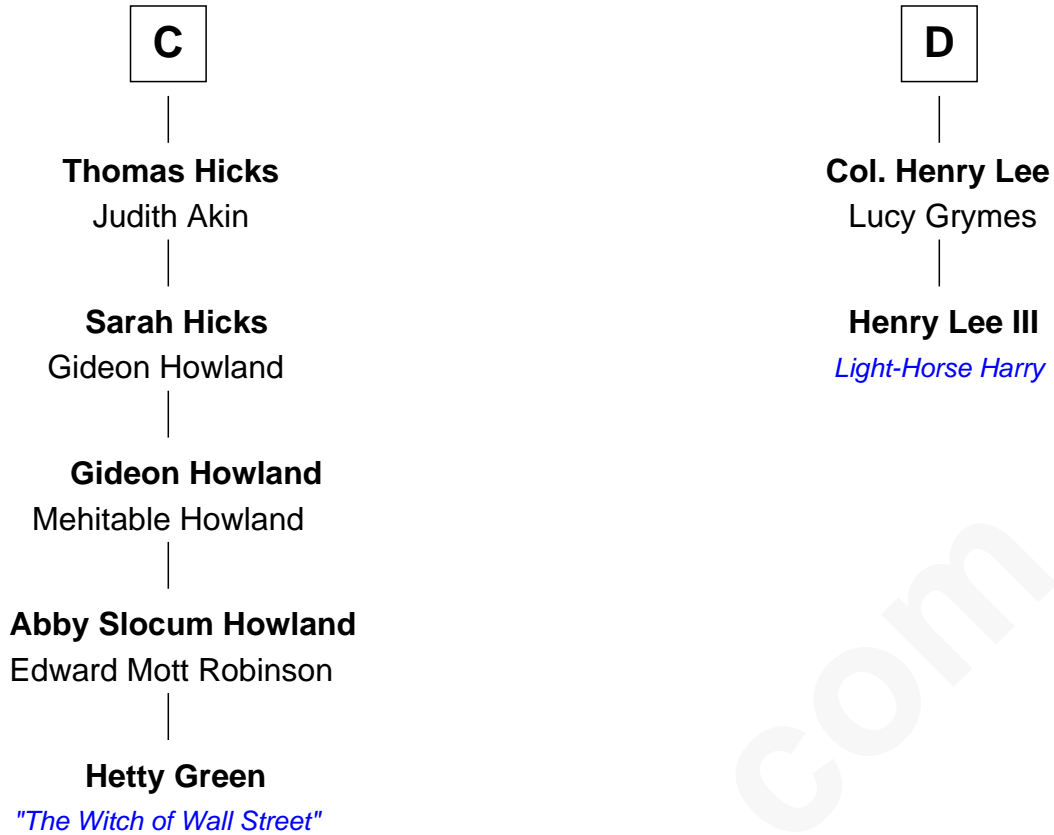 C
Thomas Hicks
Judith Akin
Sarah Hicks
Gideon Howland
Gideon Howland
Mehitable Howland
Abby Slocum Howland
Edward Mott Robinson
Hetty Green
"The Witch of Wall Street"
D
Col. Henry Lee
Lucy Grymes
Henry Lee III
Light-Horse Harry
com